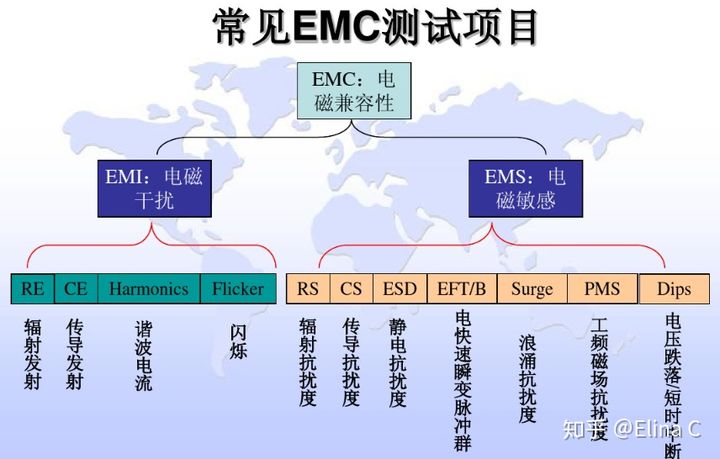 常见EMC测试项目
EMC：电
磁兼容性
EMI：电磁
干扰
EMS：电
磁敏感
RE
CE
Harmonics
Flicker
RS
CS
ESD
EFT/B
Surge
PMS
Dips
辐射发射
传导发射
谐波电流
闪烁
辐射抗扰度
传导抗扰度
静电抗扰度
电快速瞬变脉冲群
浪涌抗扰度
工频磁场抗扰度
电压跌落/短时中断
知乎 @Elina C